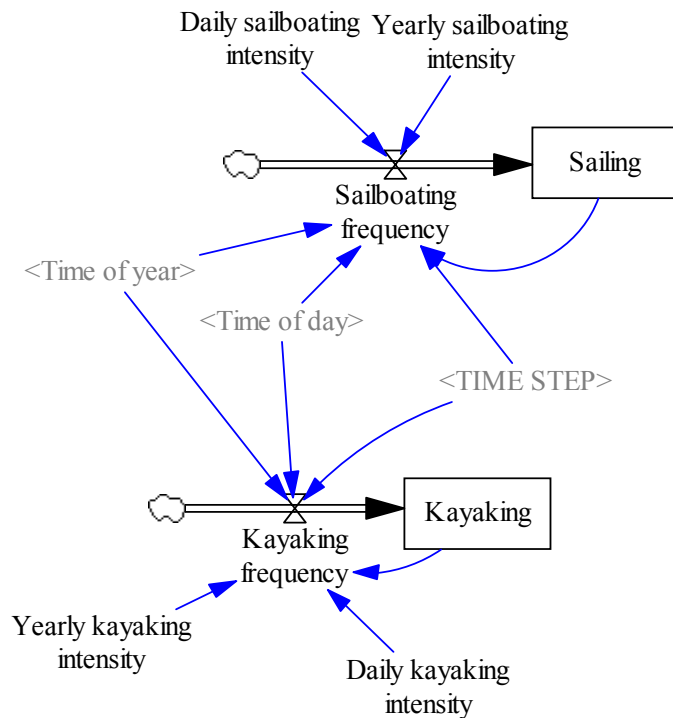 Daily sailboating
intensity
Yearly sailboating
intensity
Sailing
Sailboating
frequency
<Time of year>
<Time of day>
<TIME STEP>
Kayaking
Kayaking
frequency
Yearly kayaking
intensity
Daily kayaking
intensity